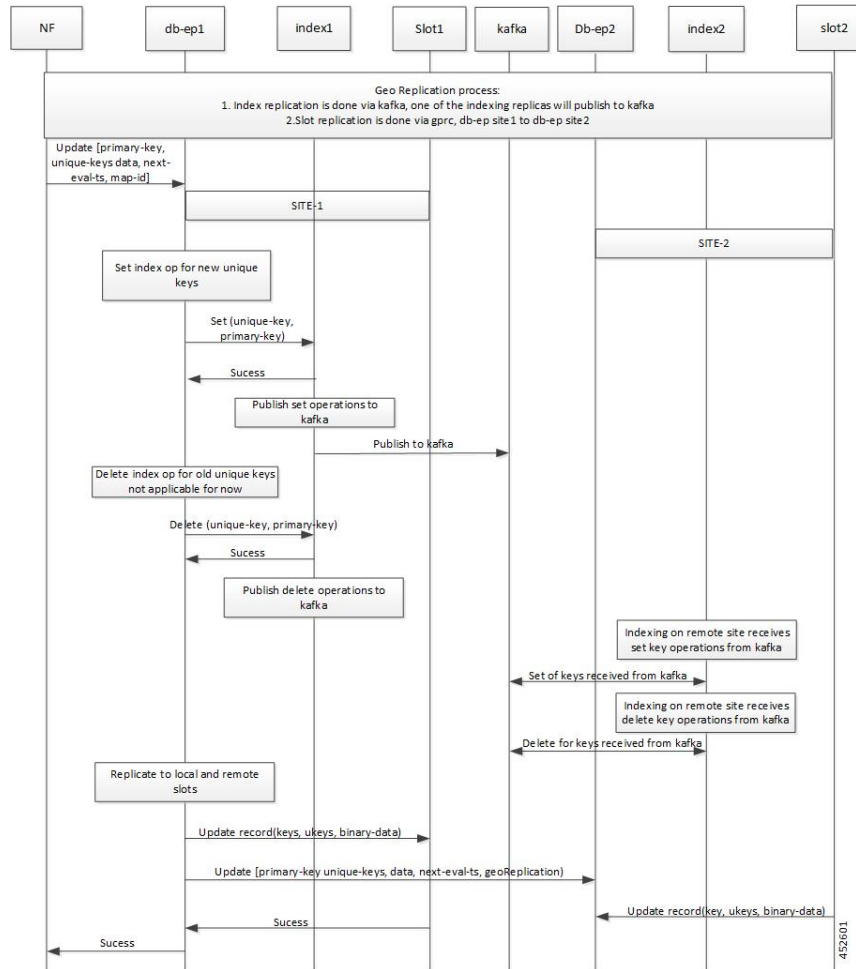 NF
db-ep1
index1
Slot1
kafka
Db-ep2
index2
slot2
Geo Replication process:
1. Index replication is done via kafka, one of the indexing replicas will publish to kafka
2.Slot replication is done via gprc, db-ep site1 to db-ep site2
Update [primary-key,
unique-keys data, next-
eval-ts, map-id]
SITE-1
SITE-2
Set index op for new unique
keys
Set (unique-key,
primary-key)
Sucess
Publish set operations to
kafka
Publish to kafka
Delete index op for old unique keys
not applicable for now
Delete (unique-key, primary-key)
Sucess
Publish delete operations to
kafka
Indexing on remote site receives
set key operations from kafka
Set of keys received from kafka
Indexing on remote site receives
delete key operations from kafka
Delete for keys received from kafka
Replicate to local and remote
slots
Update record(keys, ukeys, binary-data)
Update [primary-key unique-keys, data, next-eval-ts, geoReplication)
Update record(key, ukeys, binary-data)
Sucess
Sucess
452601